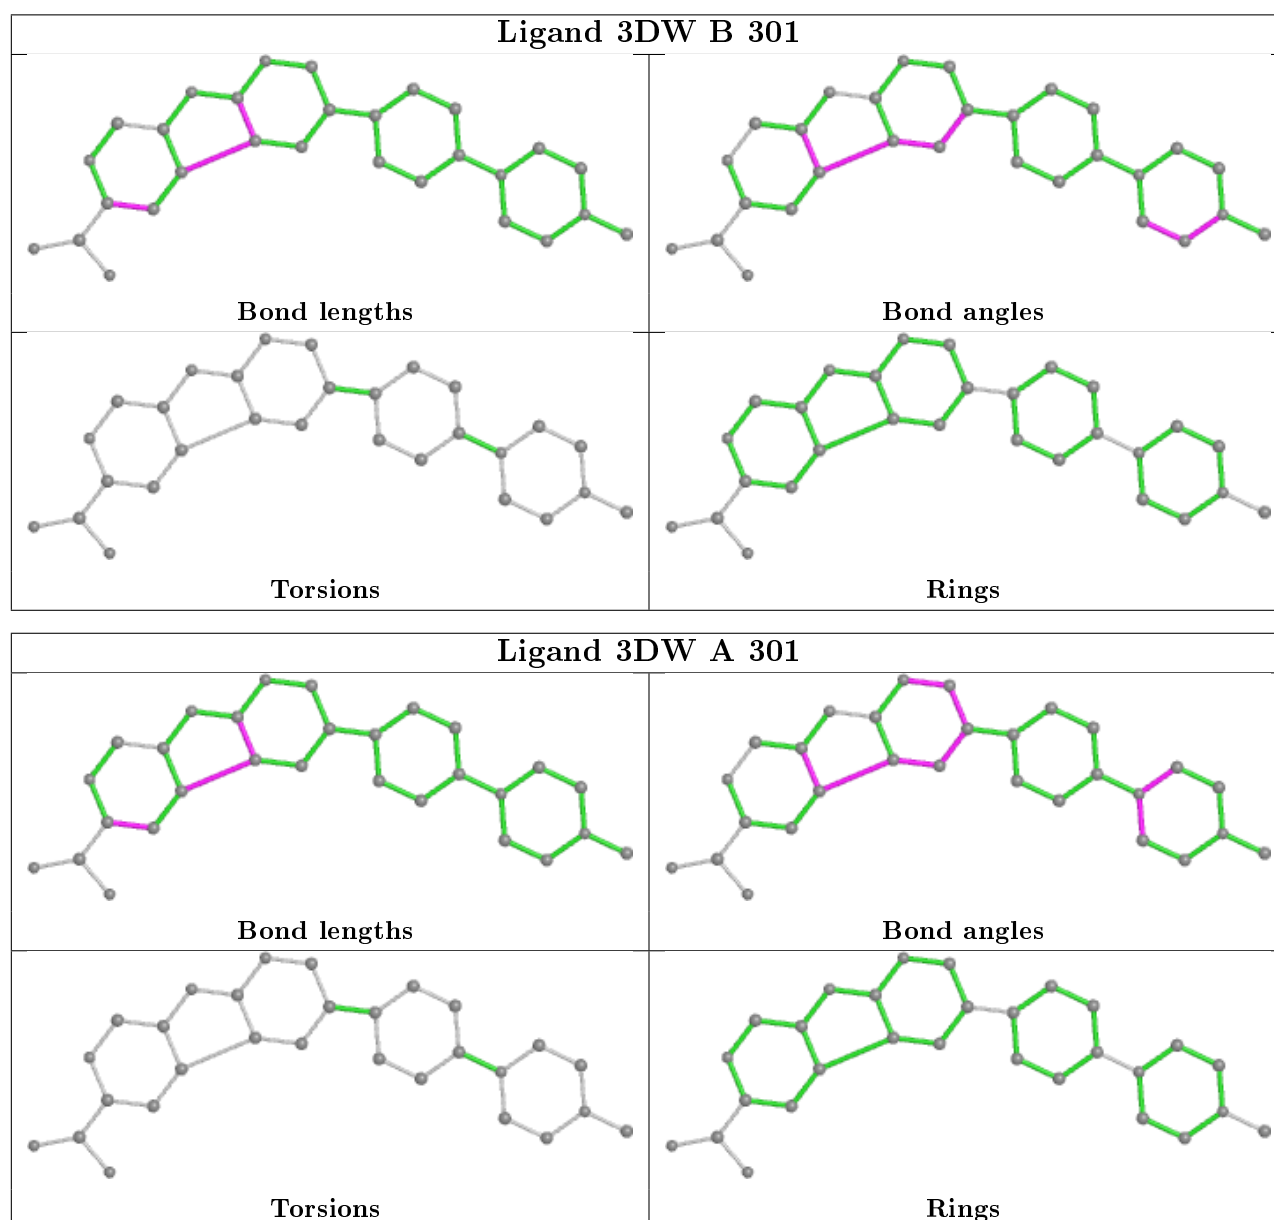 Ligand 3DW B 301
Bond lengths
Bond angles
Torsions
Rings
Ligand 3DW A 301
Bond lengths
Bond angles
Torsions
Rings